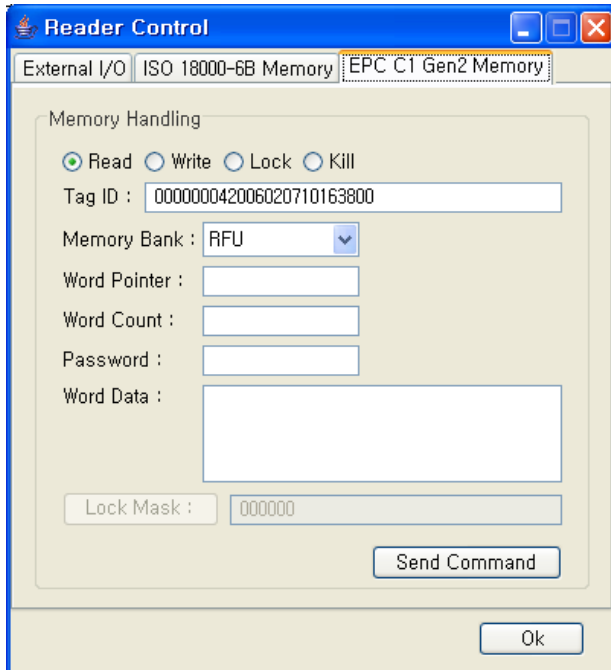 Reader Control
External I/O ISO 18000-6B Memory EPC C1 Gen2 Memory
Memory Handling
Read Write Lock Kill
Tag ID : 000000042006020710163800
Memory Bank : RFU
Word Pointer :
Word Count :
Password :
Word Data :
Lock Mask : 000000
Send Command
Ok